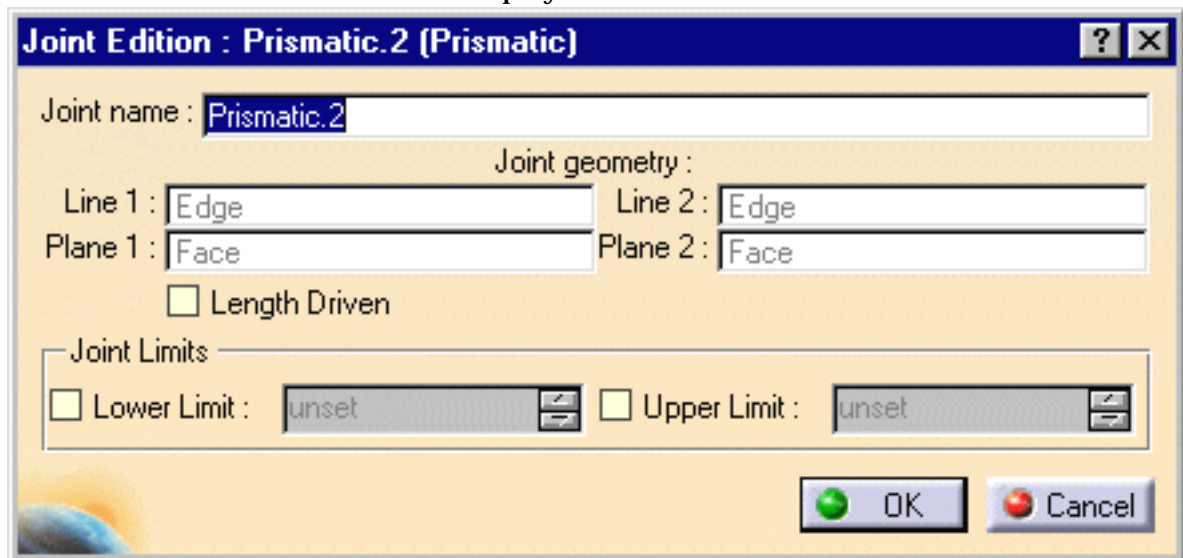 Joint Edition : Prismatic.2 (Prismatic)
Joint name : Prismatic.2
Joint geometry :
Line 1 : Edge Line 2 : Edge
Plane 1 : Face Plane 2 : Face
Length Driven
Joint Limits
Lower Limit : unset Upper Limit : unset
OK Cancel